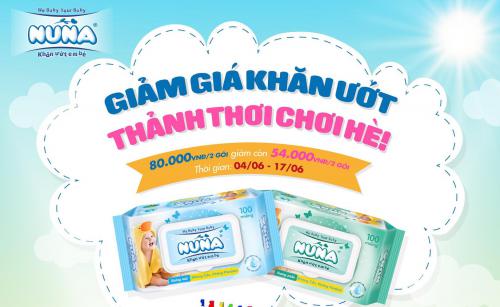 My Baby Your Baby
NUNA
Khăn ướt em bé
GIẢM GIÁ KHĂN ƯỚT
THẢNH THƠI CHƠI HÈ!
80.000VNĐ/2 GÓI giảm còn 54.000VNĐ/2 GÓI
Thời gian: 04/06 - 17/06
My Baby Your Baby
NUNA
Khăn ướt em bé
100
My Baby Your Baby
NUNA
Khăn ướt em bé
100